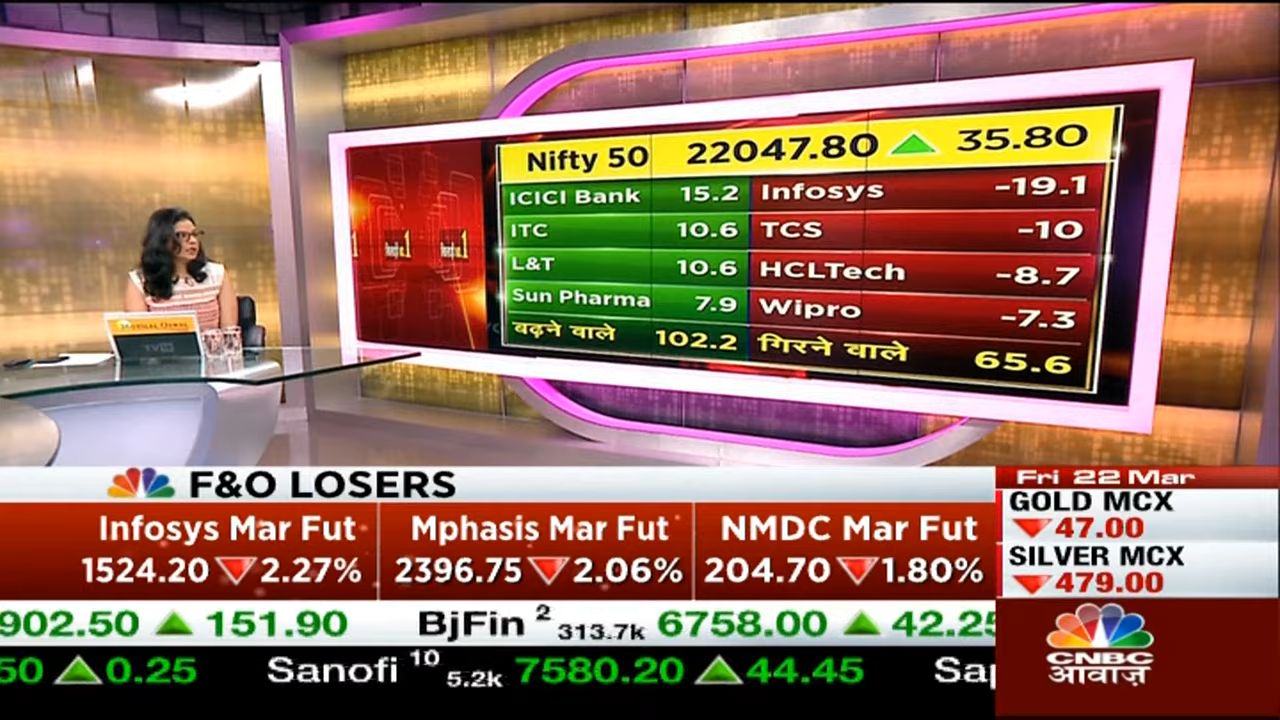 Nifty 50 22047.80 ▲ 35.80
ICICI Bank 15.2 Infosys -19.1
ITC 10.6 TCS -10
L&T 10.6 HCLTech -8.7
Sun Pharma 7.9 Wipro -7.3
बढ़ने वाले 102.2 गिरने वाले 65.6
F&O LOSERS
Infosys Mar Fut
1524.20 ▼ 2.27%
Mphasis Mar Fut
2396.75 ▼ 2.06%
NMDC Mar Fut
204.70 ▼ 1.80%
Fri 22 Mar
GOLD MCX
▼ 47.00
SILVER MCX
▼ 479.00
902.50 ▲ 151.90 BjFin 2 313.7k 6758.00 ▲ 42.25
50 ▲ 0.25 Sanofi 10 5.2k 7580.20 ▲ 44.45 Sap
CNBC
आवाज़